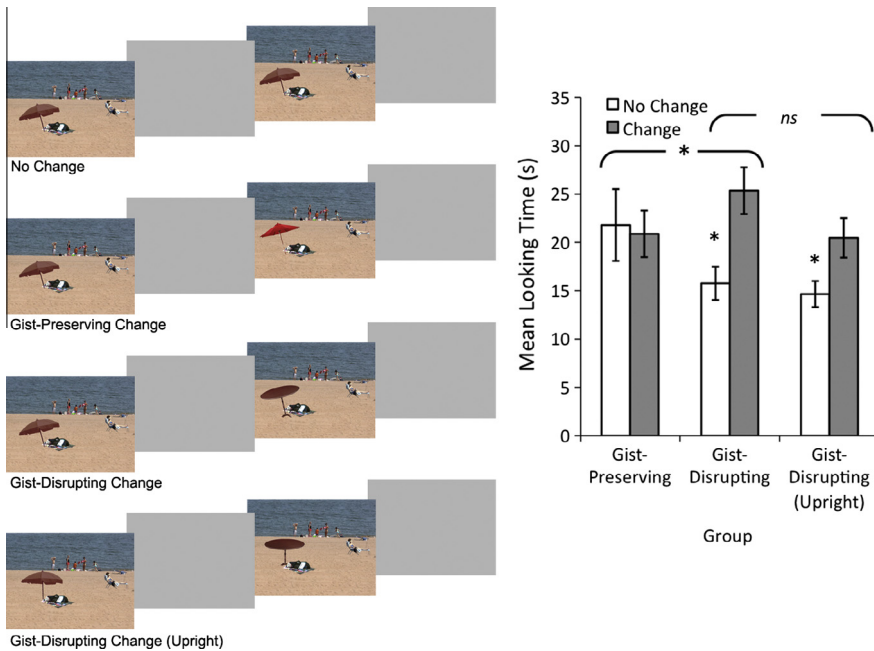 No Change
Gist-Preserving Change
Gist-Disrupting Change
Gist-Disrupting Change (Upright)
Mean Looking Time (s)
35
30
25
20
15
10
5
0
No Change
Change
*
ns
*
*
Gist-
Preserving
Gist-
Disrupting
Gist-
Disrupting
(Upright)
Group